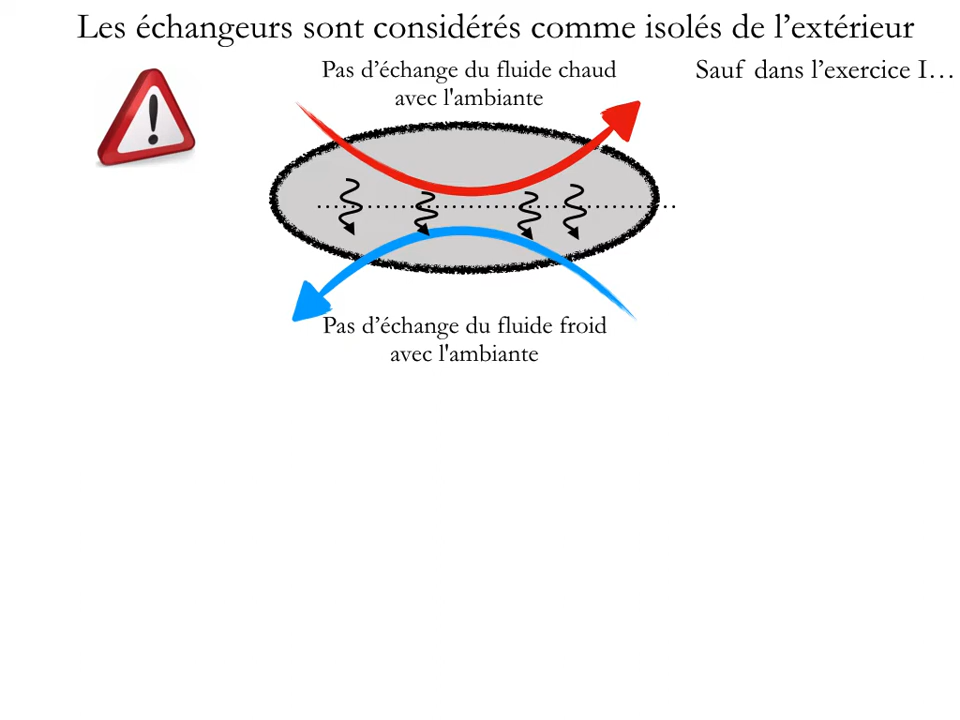 Les échangeurs sont considérés comme isolés de l’extérieur
Pas d’échange du fluide chaud
avec l'ambiante
Sauf dans l’exercice I…
Pas d’échange du fluide froid
avec l'ambiante